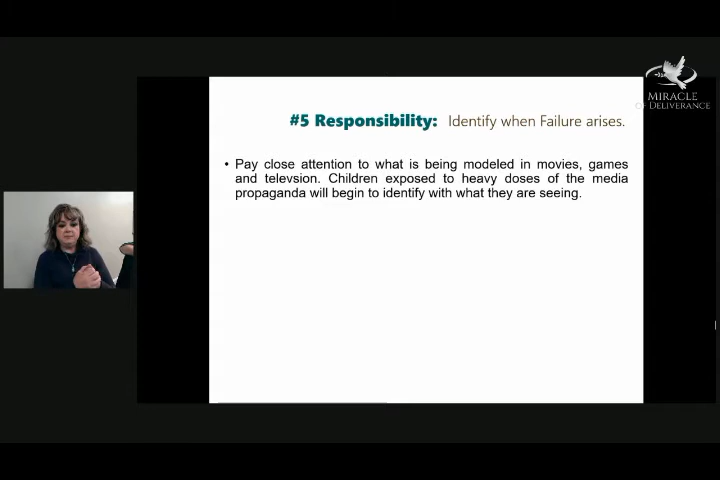 MIRACLE
OF DELIVERANCE
#5 Responsibility: Identify when Failure arises.
• Pay close attention to what is being modeled in movies, games
and televsion. Children exposed to heavy doses of the media
propaganda will begin to identify with what they are seeing.